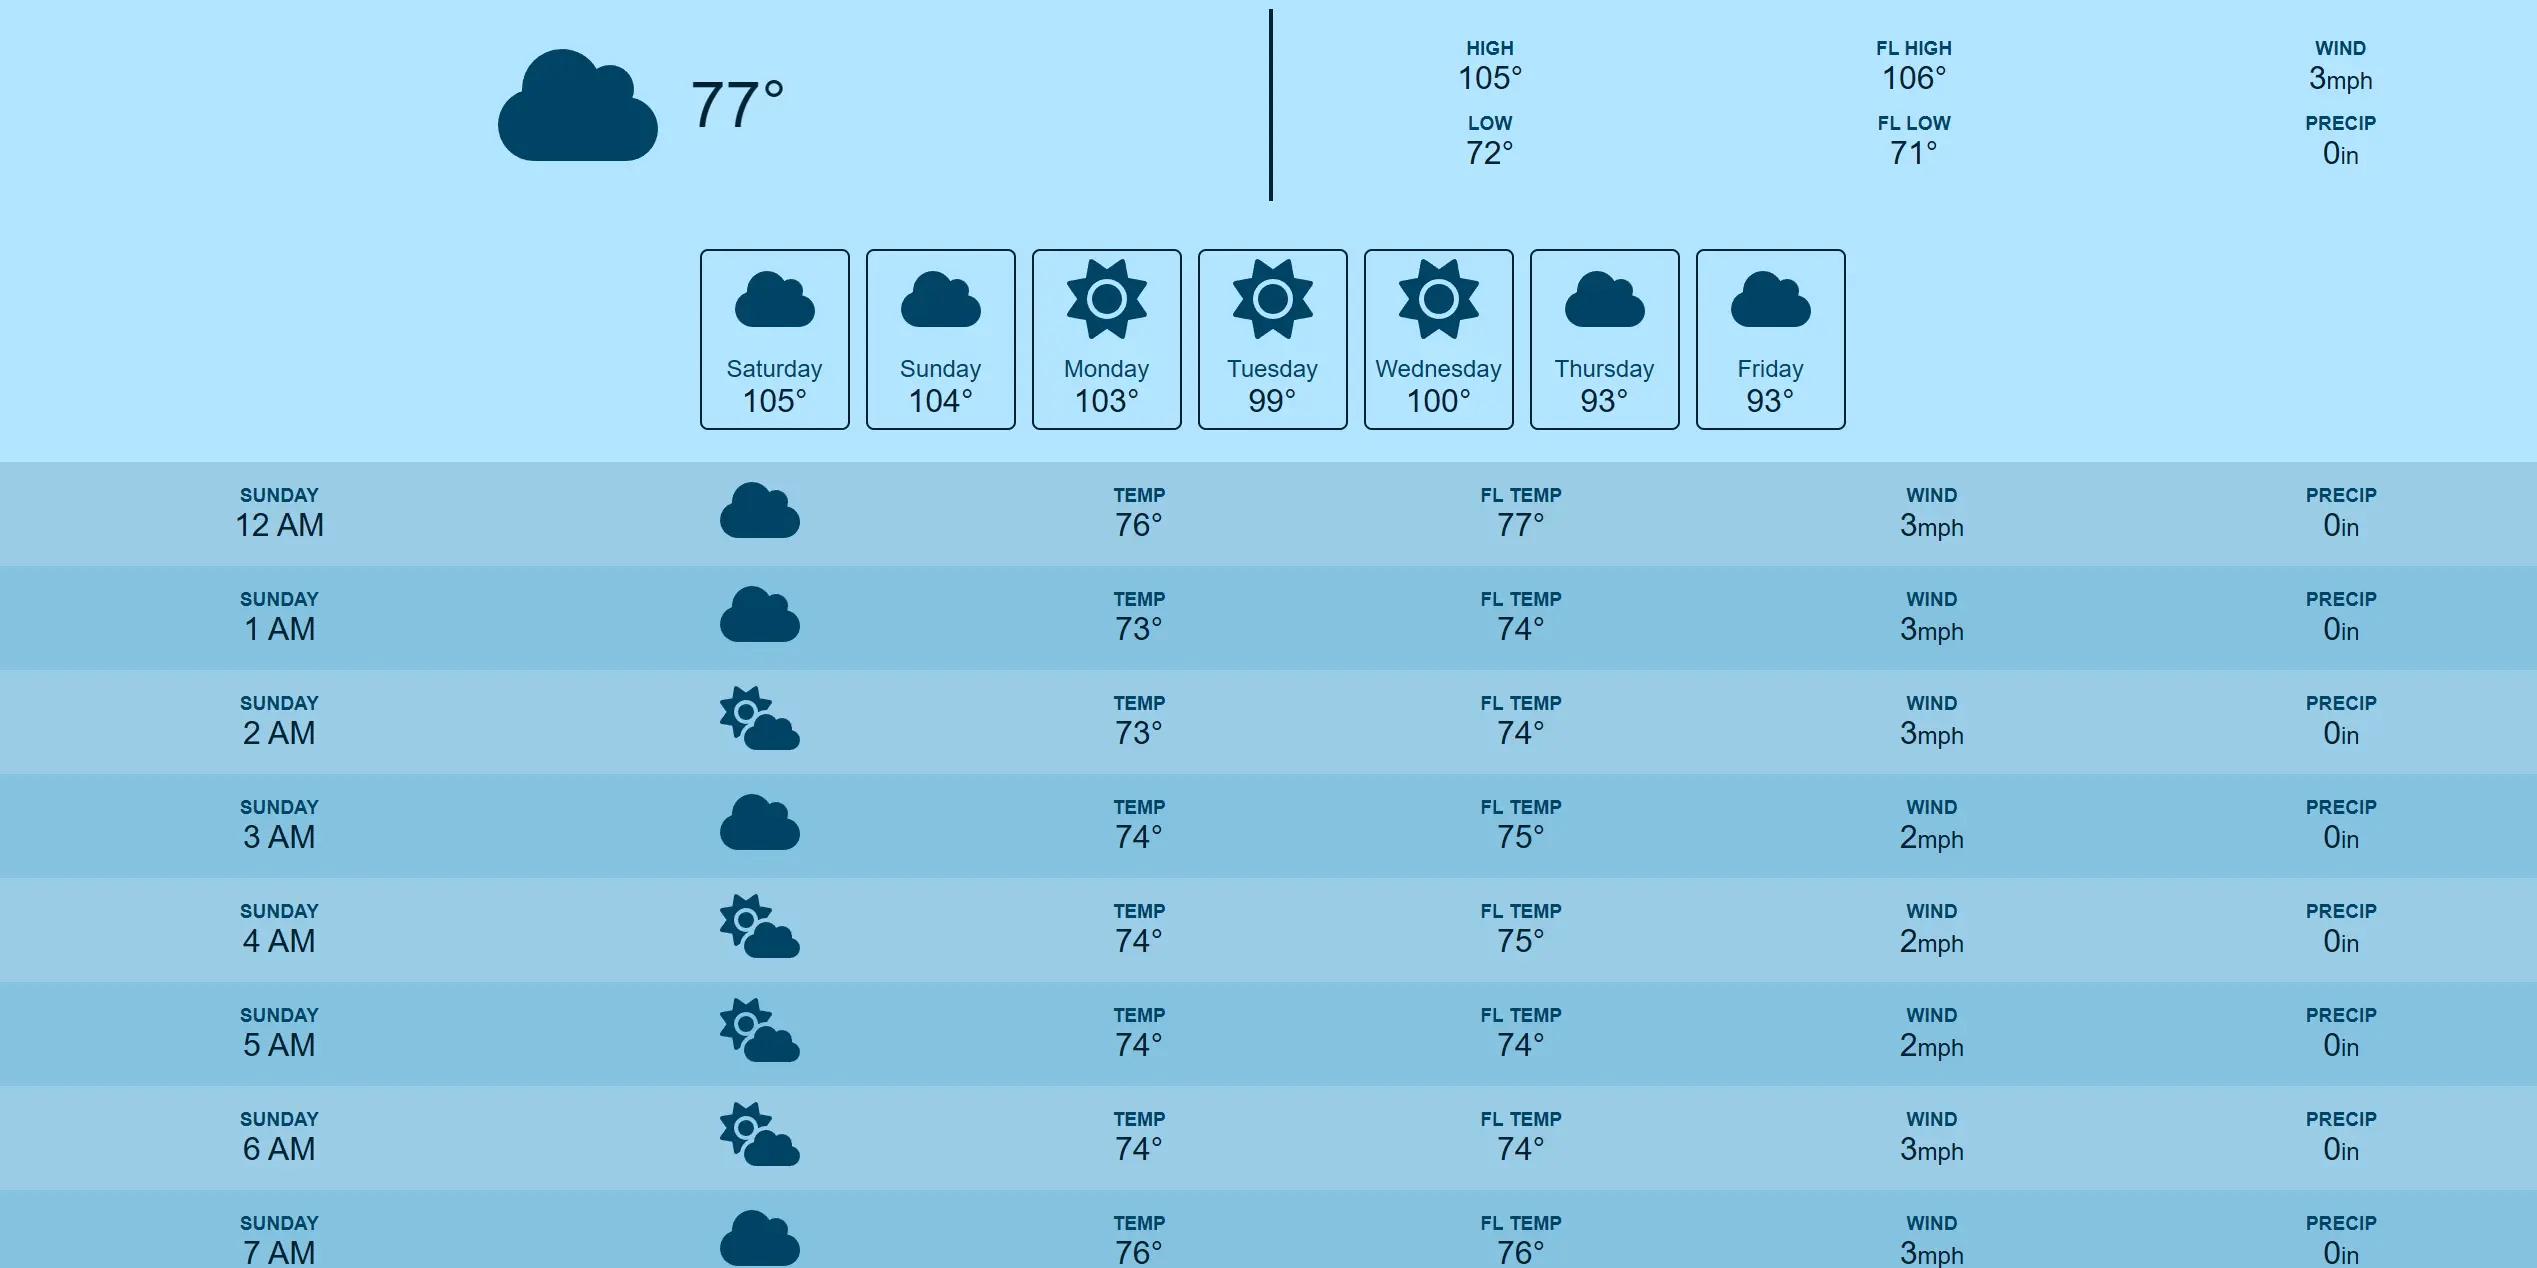 77°
HIGH FL HIGH WIND
105° 106° 3mph
LOW FL LOW PRECIP
72° 71° 0in
Saturday Sunday Monday Tuesday Wednesday Thursday Friday
105° 104° 103° 99° 100° 93° 93°
SUNDAY TEMP FL TEMP WIND PRECIP
12 AM 76° 77° 3mph 0in
SUNDAY TEMP FL TEMP WIND PRECIP
1 AM 73° 74° 3mph 0in
SUNDAY TEMP FL TEMP WIND PRECIP
2 AM 73° 74° 3mph 0in
SUNDAY TEMP FL TEMP WIND PRECIP
3 AM 74° 75° 2mph 0in
SUNDAY TEMP FL TEMP WIND PRECIP
4 AM 74° 75° 2mph 0in
SUNDAY TEMP FL TEMP WIND PRECIP
5 AM 74° 74° 2mph 0in
SUNDAY TEMP FL TEMP WIND PRECIP
6 AM 74° 74° 3mph 0in
SUNDAY TEMP FL TEMP WIND PRECIP
7 AM 76° 76° 3mph 0in